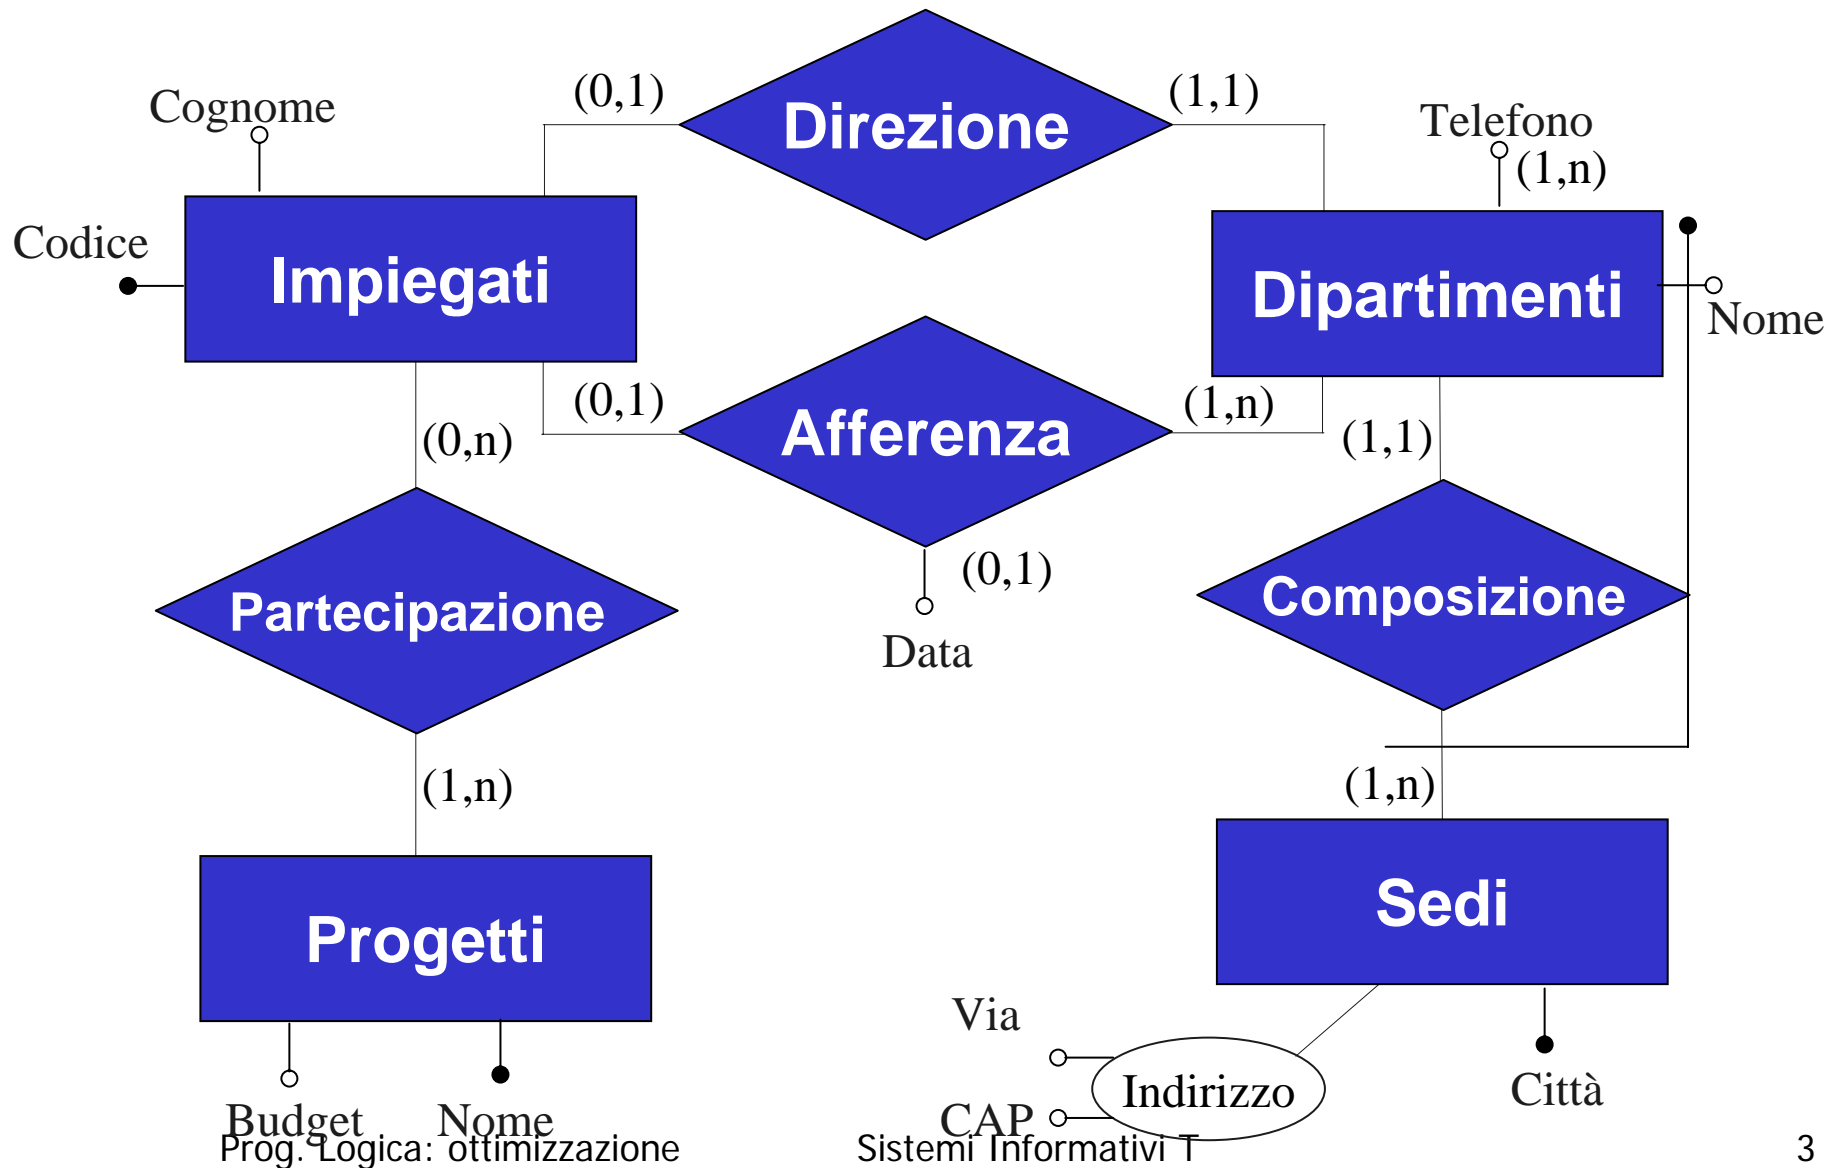 (0,1)
Direzione
(1,1)
Cognome
Telefono
(1,n)
Codice
Impiegati
Dipartimenti
Nome
(0,1)
Afferenza
(1,n)
(0,n)
(1,1)
(0,1)
Data
Partecipazione
Composizione
(1,n)
(1,n)
Progetti
Sedi
Via
Indirizzo
Città
CAP
Budget
Nome
Prog. Logica: ottimizzazione
Sistemi Informativi T
3